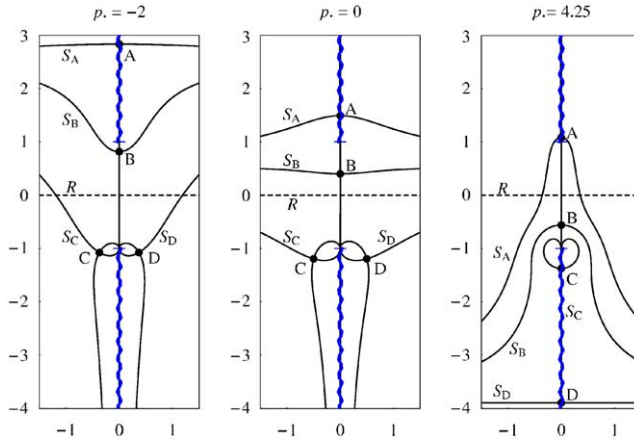 p. = −2
p. = 0
p. = 4.25
3
2
1
0
−1
−2
−3
−4
S_A
A
S_B
B
R
S_C
S_D
C
D
−1 0 1
3
2
1
0
−1
−2
−3
−4
A
S_A
S_B
B
R
S_C
S_D
C
D
−1 0 1
3
2
1
0
−1
−2
−3
−4
A
R
B
S_A
C
S_C
S_B
S_D
D
−1 0 1